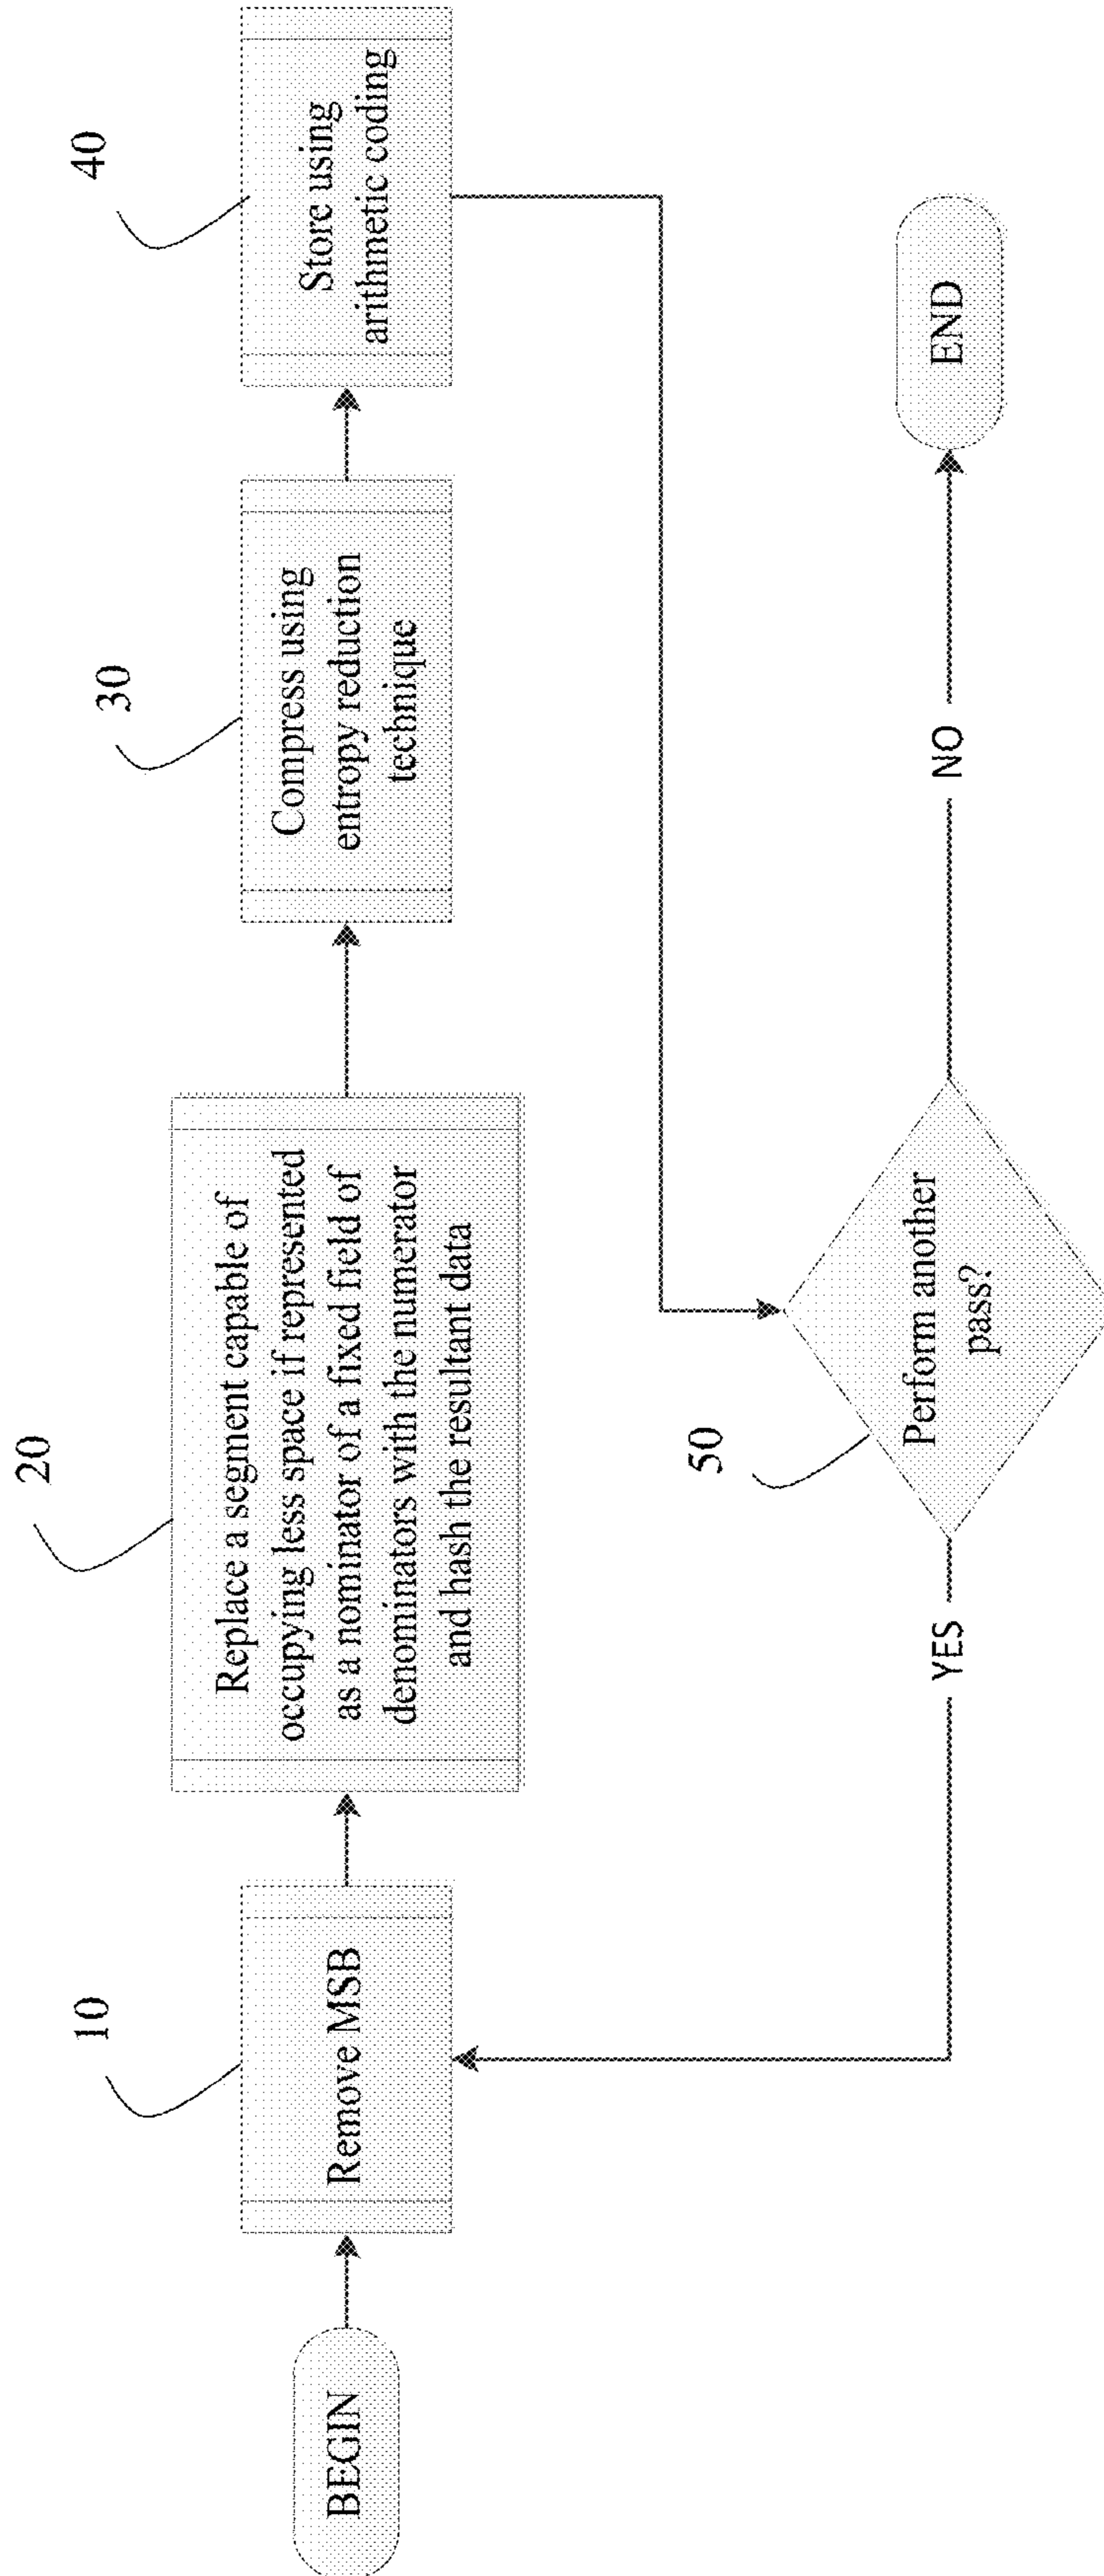 BEGIN
10
Remove MSB
20
Replace a segment capable of
occupying less space if represented
as a nominator of a fixed field of
denominators with the numerator
and hash the resultant data
30
Compress using
entropy reduction
technique
40
Store using
arithmetic coding
50
Perform another
pass?
YES
NO
END